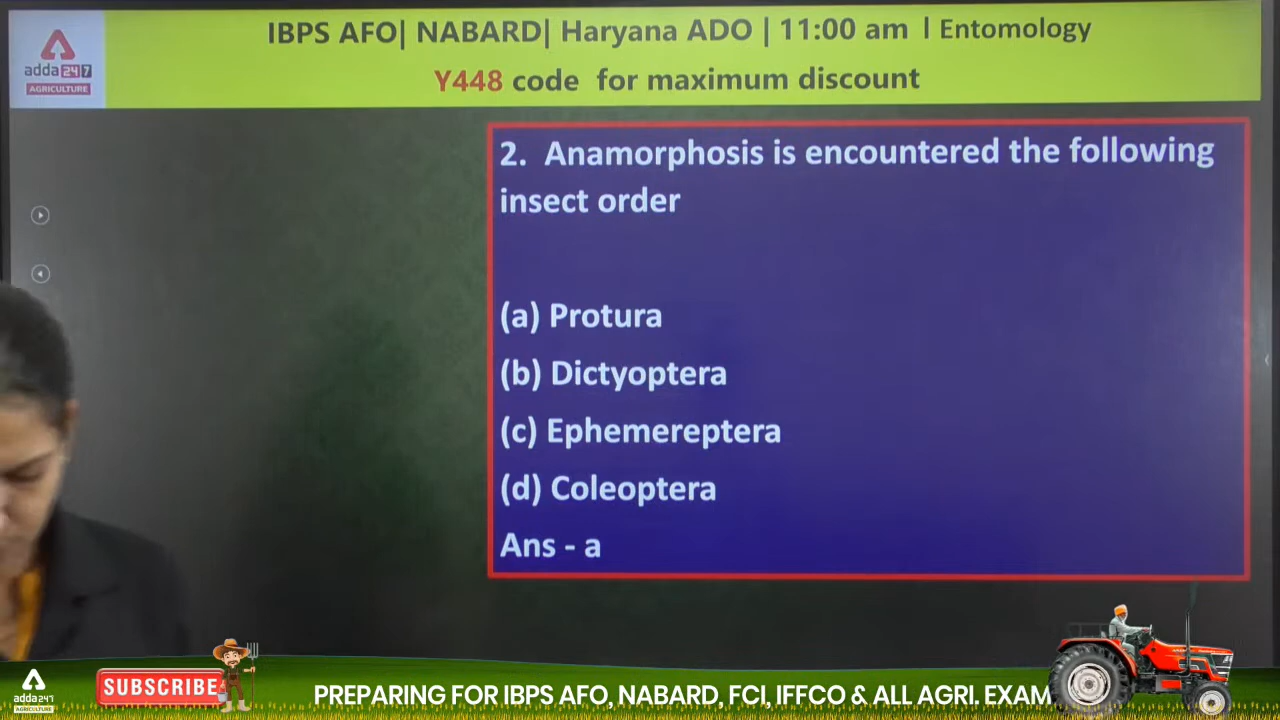 IBPS AFO| NABARD| Haryana ADO | 11:00 am | Entomology
adda247
AGRICULTURE
Y448 code for maximum discount
2. Anamorphosis is encountered the following
insect order
(a) Protura
(b) Dictyoptera
(c) Ephemereptera
(d) Coleoptera
Ans - a
adda247
AGRICULTURE
SUBSCRIBE
PREPARING FOR IBPS AFO, NABARD, FCI, IFFCO & ALL AGRI. EXAM